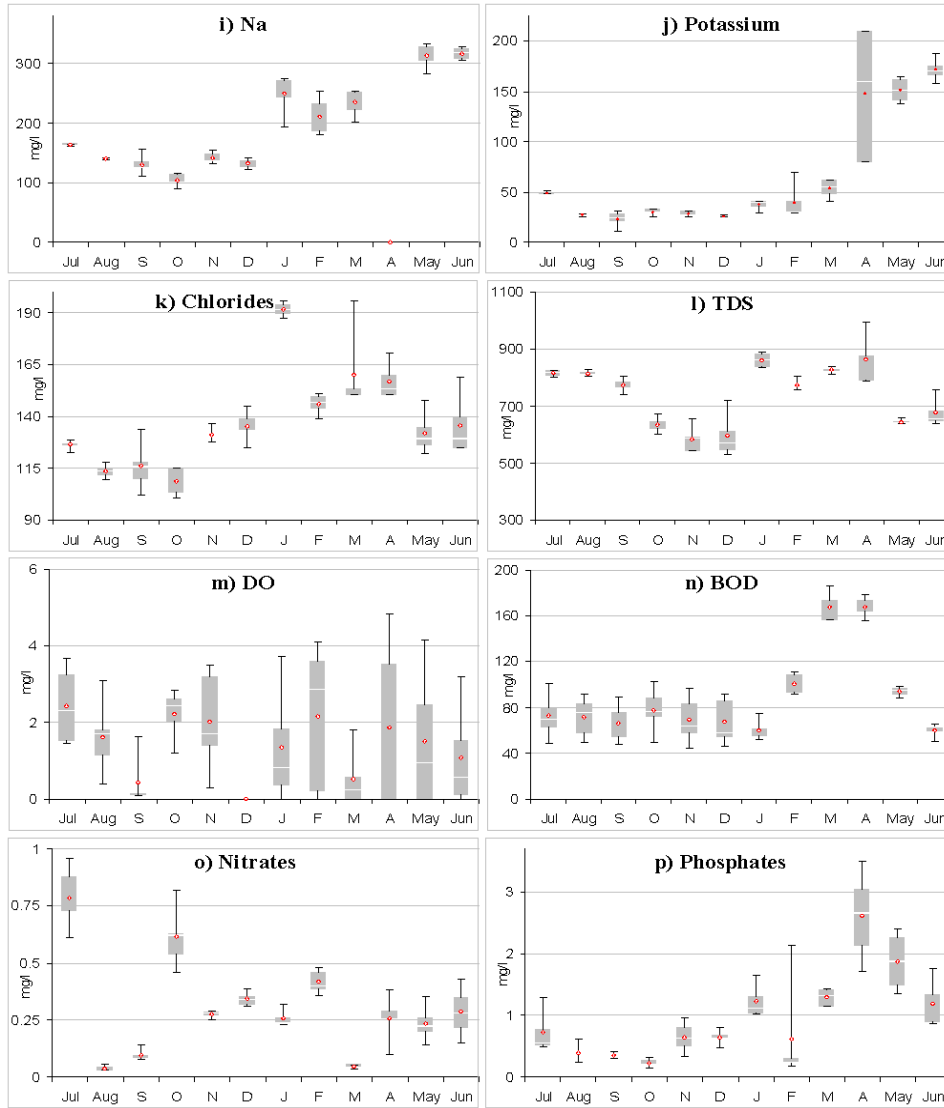 i) Na
300
200
100
0
mg/l
Jul Aug S O N D J F M A May Jun
j) Potassium
200
150
100
50
0
mg/l
Jul Aug S O N D J F M A May Jun
k) Chlorides
190
165
140
115
90
mg/l
Jul Aug S O N D J F M A May Jun
l) TDS
1100
900
700
500
300
mg/l
Jul Aug S O N D J F M A May Jun
m) DO
6
4
2
0
mg/l
Jul Aug S O N D J F M A May Jun
n) BOD
200
160
120
80
40
0
mg/l
Jul Aug S O N D J F M A May Jun
o) Nitrates
1
0.75
0.5
0.25
0
mg/l
Jul Aug S O N D J F M A May Jun
p) Phosphates
3
2
1
0
mg/l
Jul Aug S O N D J F M A May Jun